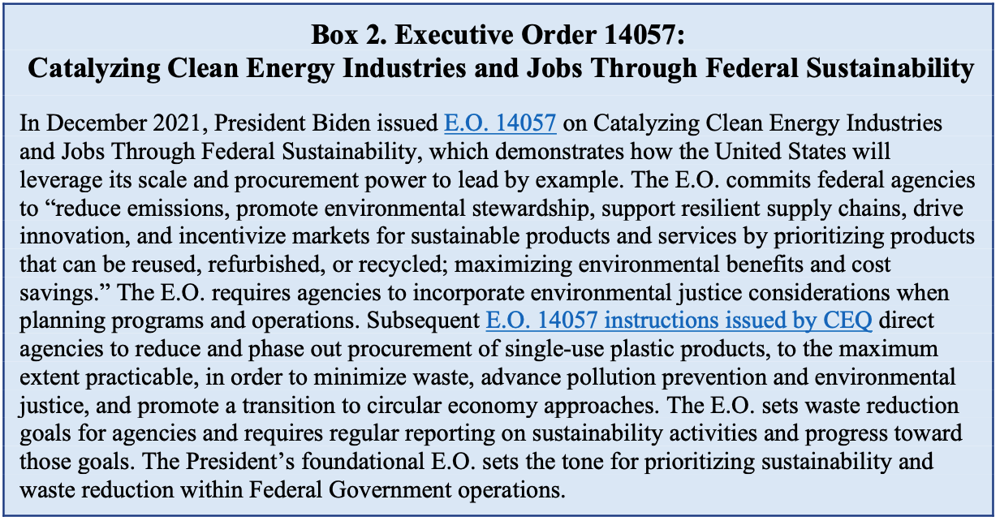 Box 2. Executive Order 14057:
Catalyzing Clean Energy Industries and Jobs Through Federal Sustainability
In December 2021, President Biden issued E.O. 14057 on Catalyzing Clean Energy Industries
and Jobs Through Federal Sustainability, which demonstrates how the United States will
leverage its scale and procurement power to lead by example. The E.O. commits federal agencies
to “reduce emissions, promote environmental stewardship, support resilient supply chains, drive
innovation, and incentivize markets for sustainable products and services by prioritizing products
that can be reused, refurbished, or recycled; maximizing environmental benefits and cost
savings.” The E.O. requires agencies to incorporate environmental justice considerations when
planning programs and operations. Subsequent E.O. 14057 instructions issued by CEQ direct
agencies to reduce and phase out procurement of single-use plastic products, to the maximum
extent practicable, in order to minimize waste, advance pollution prevention and environmental
justice, and promote a transition to circular economy approaches. The E.O. sets waste reduction
goals for agencies and requires regular reporting on sustainability activities and progress toward
those goals. The President’s foundational E.O. sets the tone for prioritizing sustainability and
waste reduction within Federal Government operations.